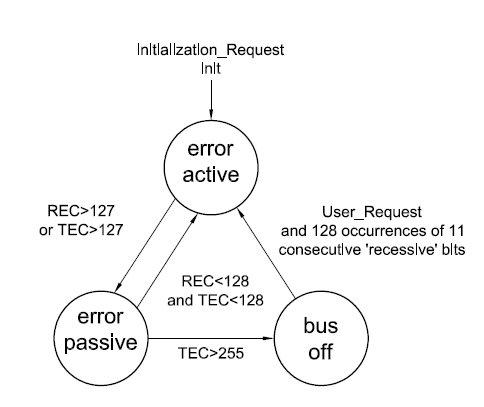 Initialization_Request
Init
error
active
REC>127
or TEC>127
User_Request
and 128 occurrences of 11
consecutive 'recessive' bits
REC<128
and TEC<128
error
passive
bus
off
TEC>255